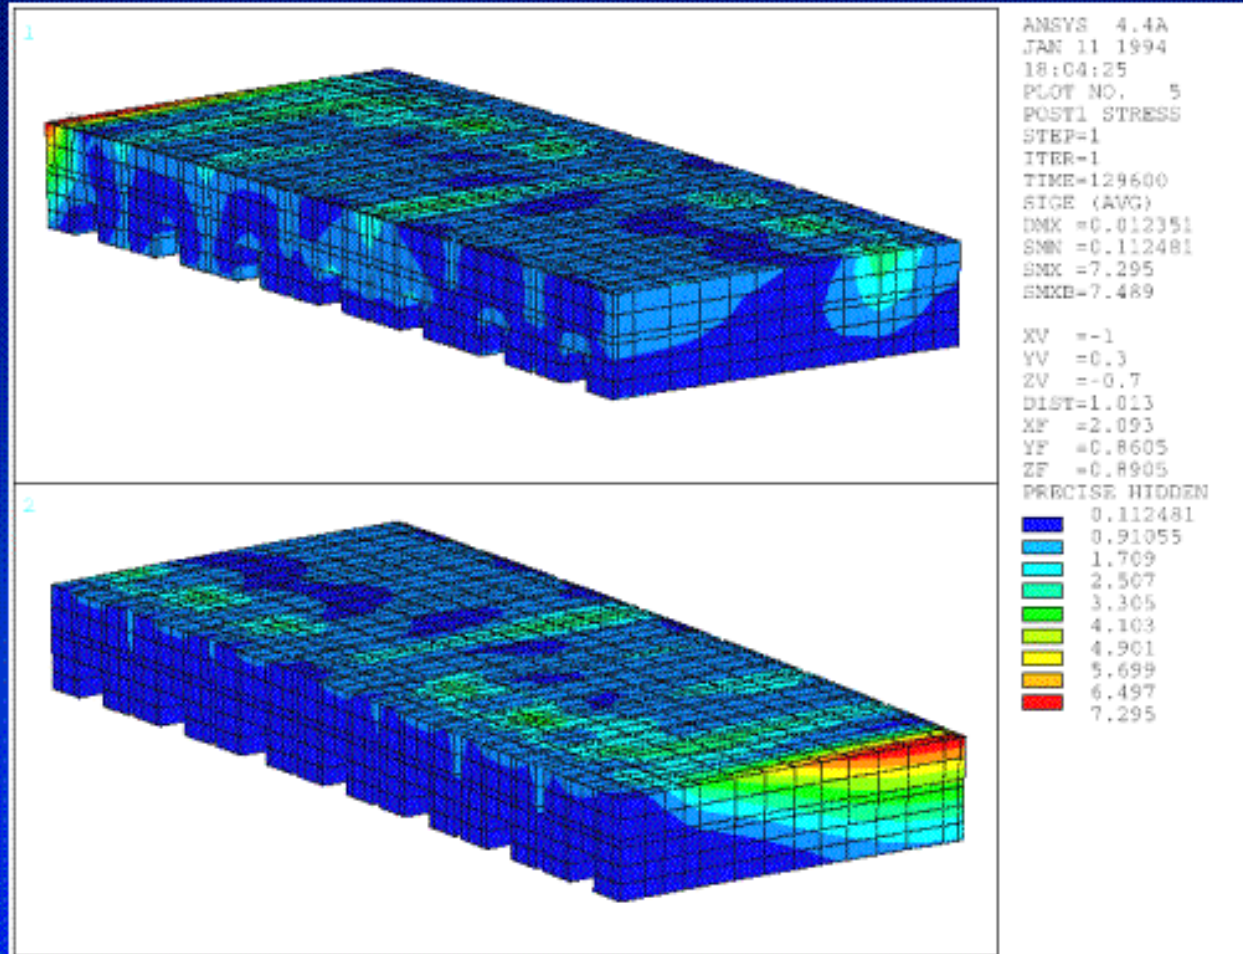 1
2
ANSYS 4.4A
JAN 11 1994
18:04:25
PLOT NO. 5
POST1 STRESS
STEP=1
ITER=1
TIME=129600
SIGE (AVG)
DMX =0.012351
SMN =0.112481
SMX =7.295
SMXB=7.489
XV =-1
YV =0.3
ZV =-0.7
DIST=1.013
XF =2.093
YF =0.8605
ZF =0.8905
PRECISE HIDDEN
0.112481
0.91055
1.709
2.507
3.305
4.103
4.901
5.699
6.497
7.295